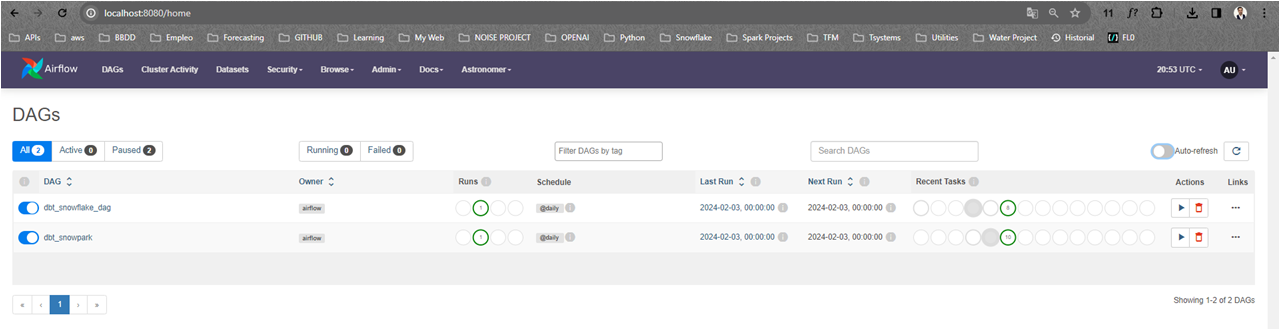 localhost:8080/home
11 f?
APIs aws BBDD Empleo Forecasting GITHUB Learning My Web NOISE PROJECT OPENAI Python Snowflake Spark Projects TFM Tsystems Utilities Water Project Historial FL0
Airflow DAGs Cluster Activity Datasets Security Browse Admin Docs Astronomer 20:53 UTC AU
DAGs
All 2 Active 0 Paused 2 Running 0 Failed 0 Filter DAGs by tag Search DAGs Auto-refresh
DAG Owner Runs Schedule Last Run Next Run Recent Tasks Actions Links
dbt_snowflake_dag airflow 1 @daily 2024-02-03, 00:00:00 2024-02-03, 00:00:00
dbt_snowpark airflow 1 @daily 2024-02-03, 00:00:00 2024-02-03, 00:00:00 10
« ‹ 1 › »
Showing 1-2 of 2 DAGs